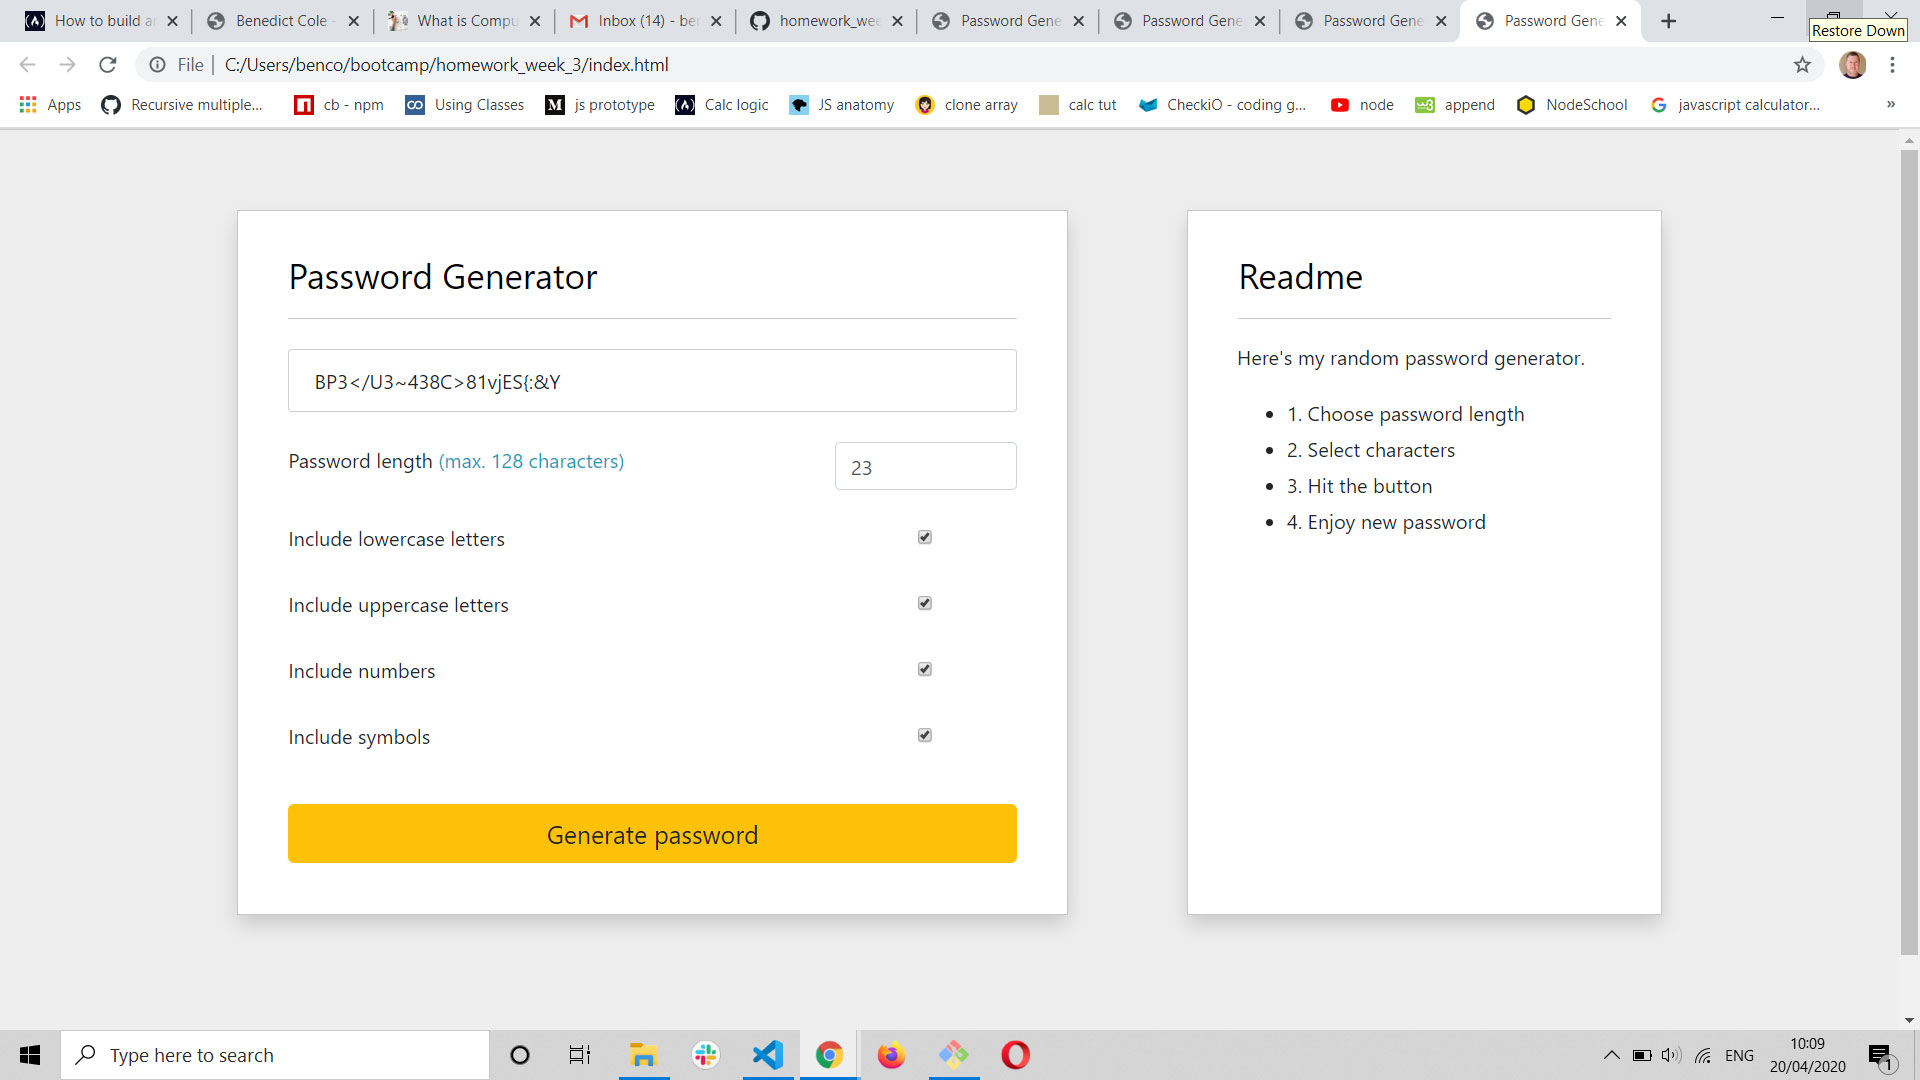 How to build a
Benedict Cole -
What is Compu
Inbox (14) - ber
homework_wee
Password Gene
Password Gene
Password Gene
Password Gene
Restore Down
File
C:/Users/benco/bootcamp/homework_week_3/index.html
Apps
Recursive multiple...
cb - npm
Using Classes
js prototype
Calc logic
JS anatomy
clone array
calc tut
CheckiO - coding g...
node
append
NodeSchool
javascript calculator...
»
Password Generator
BP3</U3~438C>81vjES{:&Y
Password length (max. 128 characters)
23
Include lowercase letters
Include uppercase letters
Include numbers
Include symbols
Generate password
Readme
Here's my random password generator.
• 1. Choose password length
• 2. Select characters
• 3. Hit the button
• 4. Enjoy new password
Type here to search
ENG
10:09
20/04/2020
1